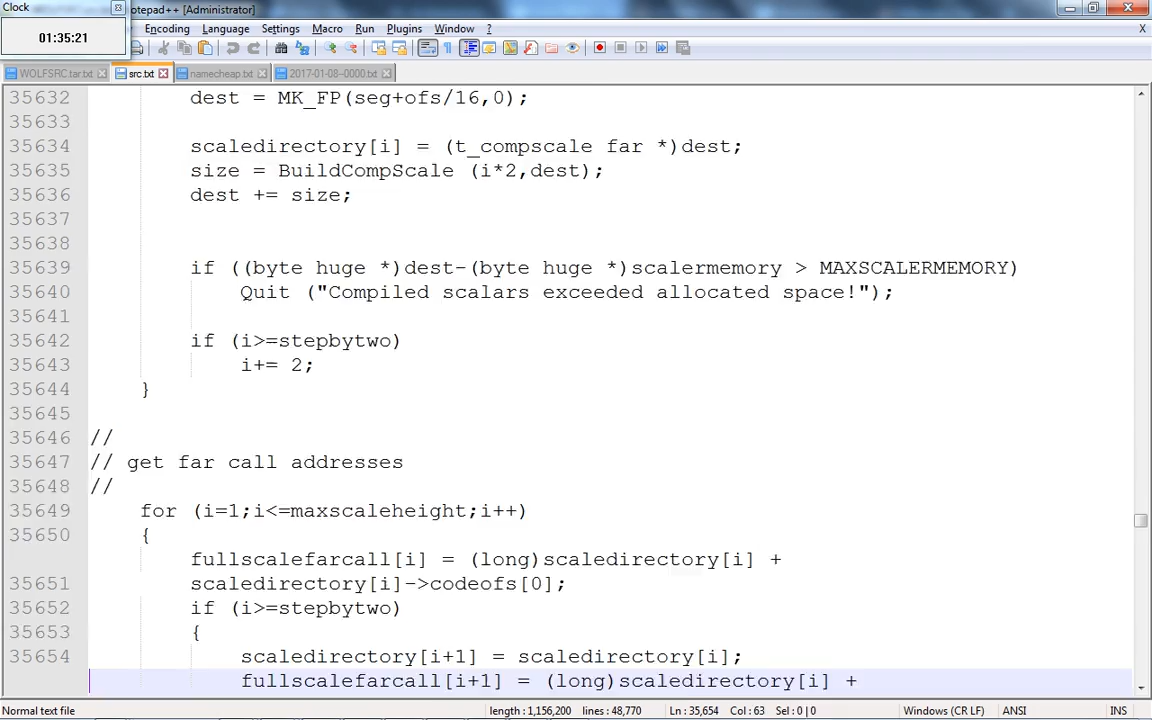 Clock
01:35:21
otepad++ [Administrator]
Encoding Language Settings Macro Run Plugins Window ? X
WOLFSRC.tar.txt src.txt namecheap.txt 2017-01-08--0000.txt
35632 dest = MK_FP(seg+ofs/16,0);
35633
35634 scaledirectory[i] = (t_compscale far *)dest;
35635 size = BuildCompScale (i*2,dest);
35636 dest += size;
35637
35638
35639 if ((byte huge *)dest-(byte huge *)scalermemory > MAXSCALERMEMORY)
35640 Quit ("Compiled scalars exceeded allocated space!");
35641
35642 if (i>=stepbytwo)
35643 i+= 2;
35644 }
35645
35646 //
35647 // get far call addresses
35648 //
35649 for (i=1;i<=maxscaleheight;i++)
35650 {
fullscalefarcall[i] = (long)scaledirectory[i] +
35651 scaledirectory[i]->codeofs[0];
35652 if (i>=stepbytwo)
35653 {
35654 scaledirectory[i+1] = scaledirectory[i];
fullscalefarcall[i+1] = (long)scaledirectory[i] +
Normal text file length : 1,156,200 lines : 48,770 Ln : 35,654 Col : 63 Sel : 0 | 0 Windows (CR LF) ANSI INS